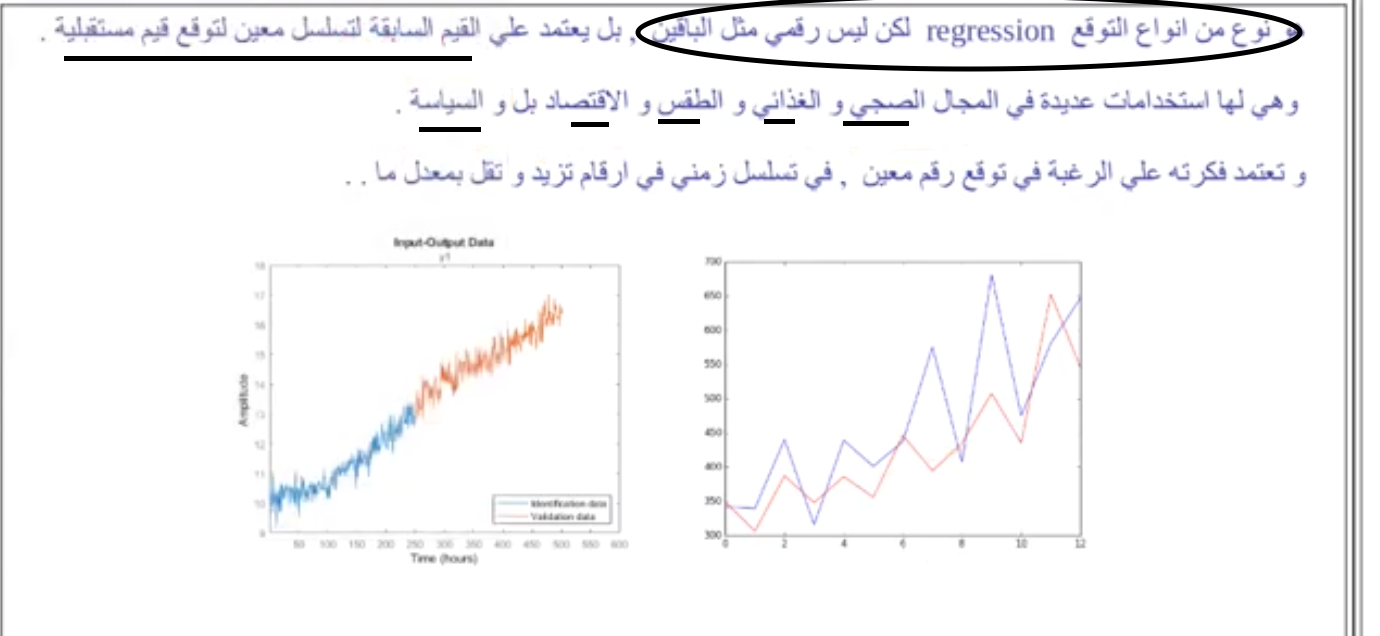 هو نوع من انواع التوقع regression لكن ليس رقمي مثل الباقين , بل يعتمد علي القيم السابقة لتسلسل معين لتوقع قيم مستقبلية .
وهي لها استخدامات عديدة في المجال الصحي و الغذائي و الطقس و الاقتصاد بل و السياسة .
و تعتمد فكرته علي الرغبة في توقع رقم معين , في تسلسل زمني في ارقام تزيد و تقل بمعدل ما . .
Input-Output Data
y1
Amplitude
18
17
16
15
14
13
12
11
10
9
50 100 150 200 250 300 350 400 450 500 550 600
Time (hours)
Identification data
Validation data
700
650
600
550
500
450
400
350
300
0 2 4 6 8 10 12